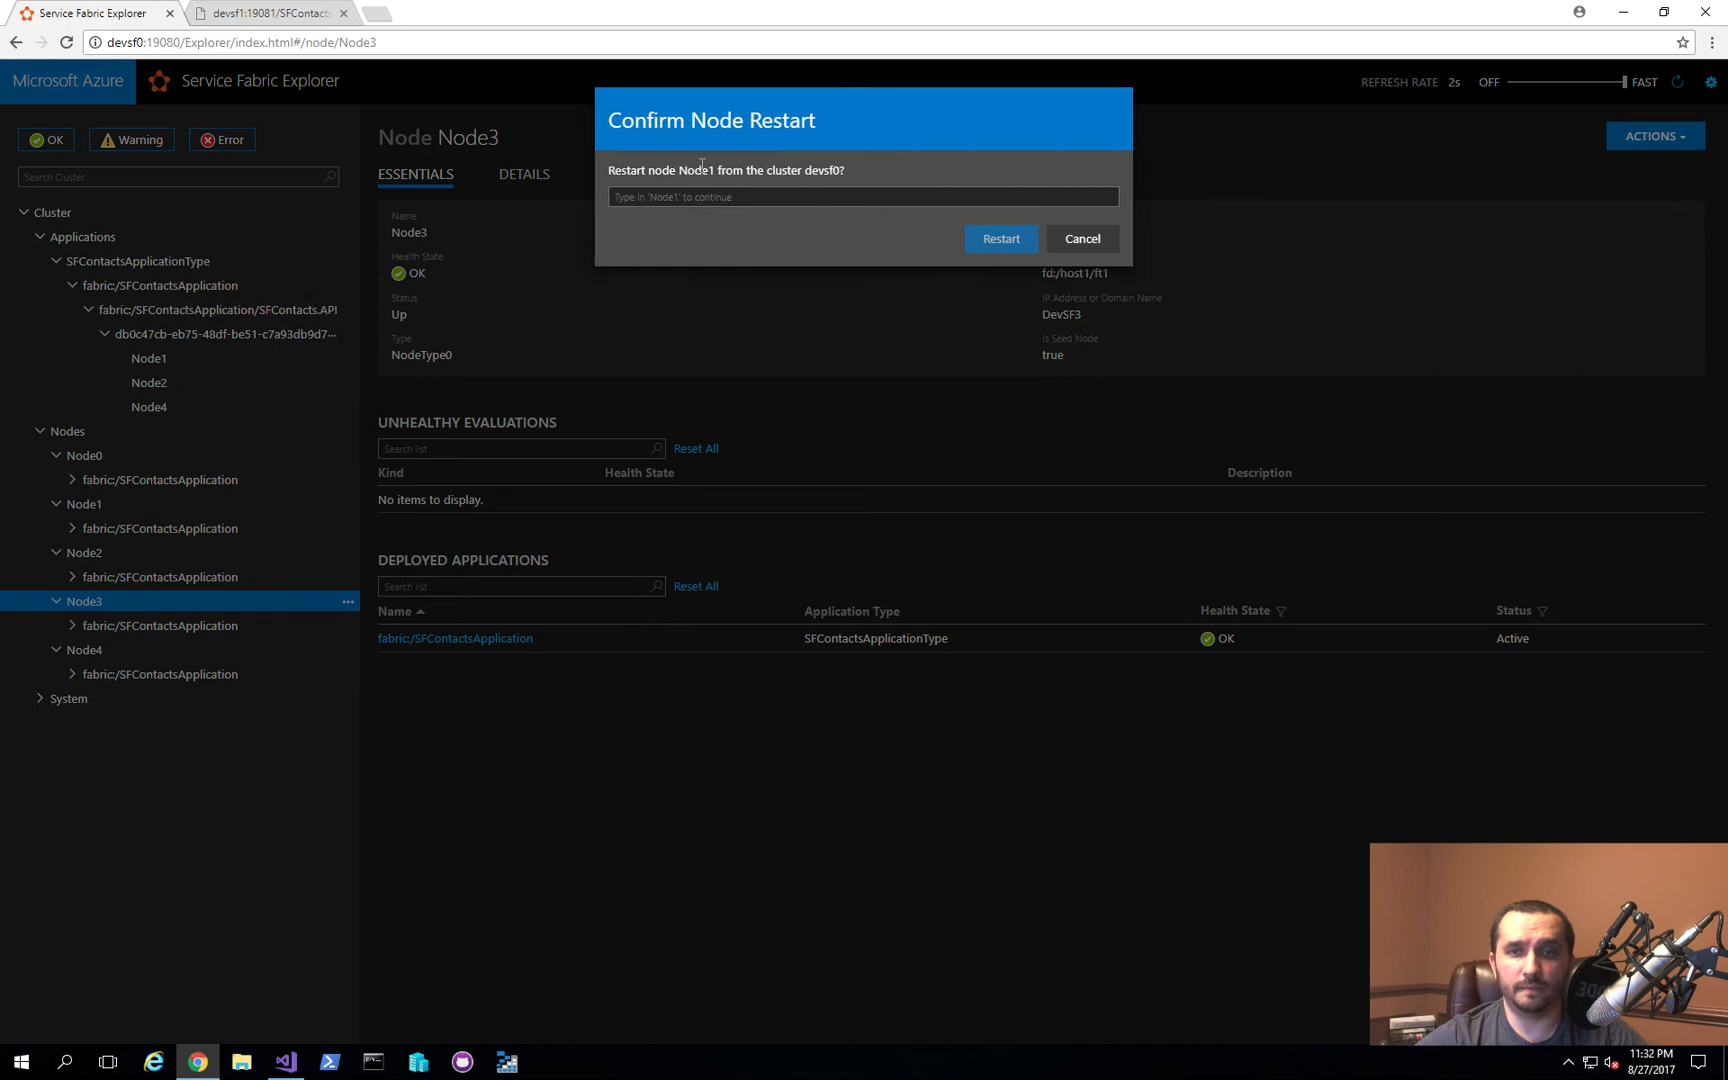 Service Fabric Explorer
devsf1:19081/SFContacts
devsf0:19080/Explorer/index.html#/node/Node3
Microsoft Azure
Service Fabric Explorer
REFRESH RATE 2s OFF FAST
OK
Warning
Error
Search Cluster
Cluster
Applications
SFContactsApplicationType
fabric:/SFContactsApplication
fabric:/SFContactsApplication/SFContacts.API
db0c47cb-eb75-48df-be51-c7a93db9d7...
Node1
Node2
Node4
Nodes
Node0
fabric:/SFContactsApplication
Node1
fabric:/SFContactsApplication
Node2
fabric:/SFContactsApplication
Node3
fabric:/SFContactsApplication
Node4
fabric:/SFContactsApplication
System
Node Node3
ACTIONS
ESSENTIALS
DETAILS
Name
Node3
Health State
OK
fd:/host1/ft1
Status
Up
IP Address or Domain Name
DevSF3
Type
NodeType0
Is Seed Node
true
Confirm Node Restart
Restart node Node1 from the cluster devsf0?
Type in 'Node1' to continue
Restart
Cancel
UNHEALTHY EVALUATIONS
Search list
Reset All
Kind
Health State
Description
No items to display.
DEPLOYED APPLICATIONS
Search list
Reset All
Name
Application Type
Health State
Status
fabric:/SFContactsApplication
SFContactsApplicationType
OK
Active
11:32 PM
8/27/2017